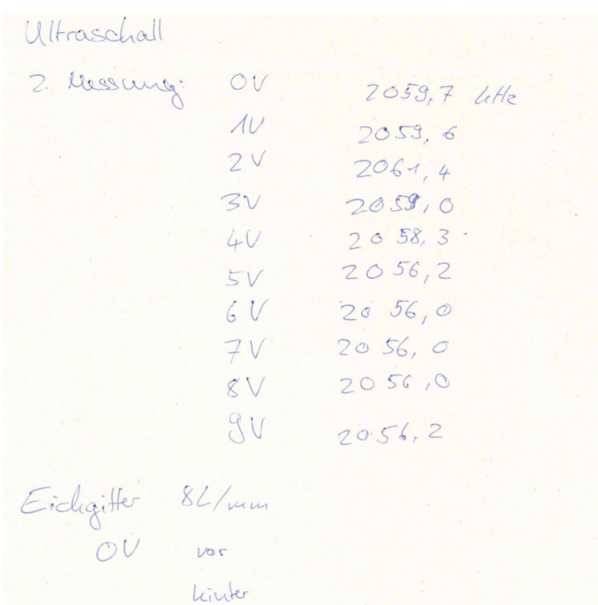 Ultraschall
2. Messung: 0V 2059,7 kHz
1V 2059,6
2V 2061,4
3V 2059,0
4V 2058,3
5V 2056,2
6V 2056,0
7V 2056,0
8V 2056,0
9V 2056,2
Eichgitter 8L/mm
0V vor
hinter